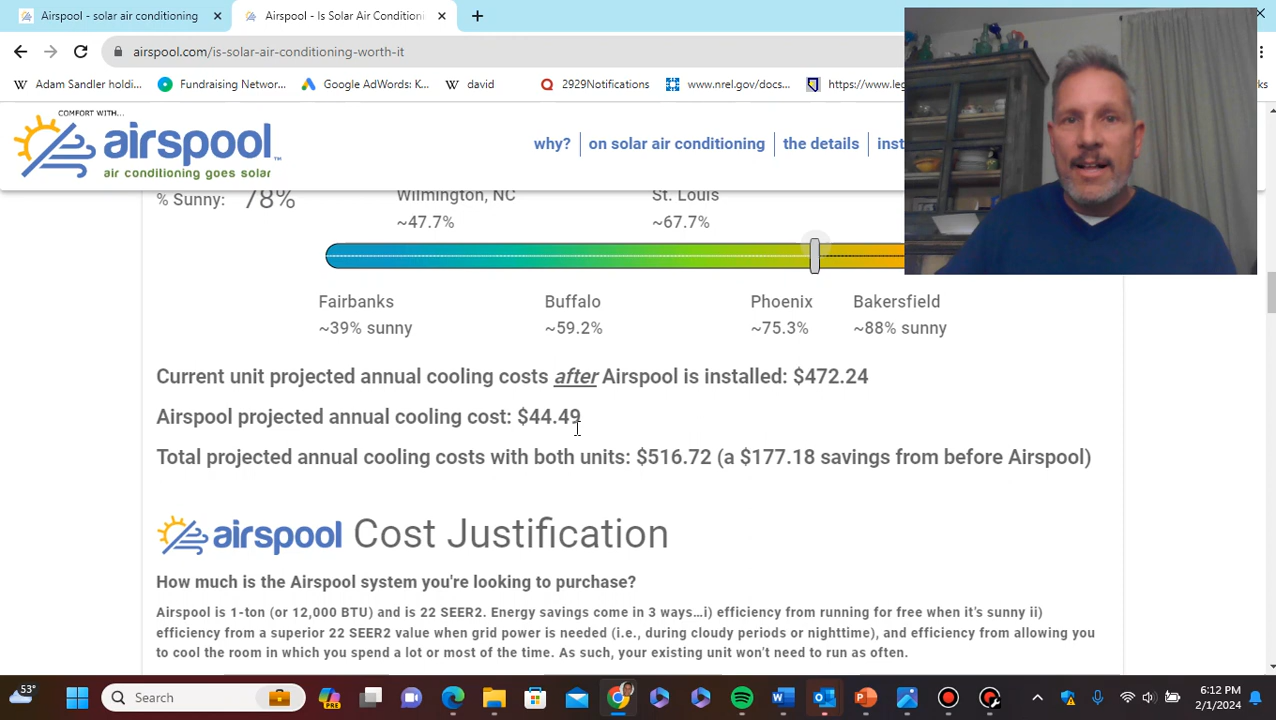 Airspool - Solar Air Conditioni
Airspool - Is Solar Air Condition
airspool.com/is-solar-air-conditioning-worth-it
Adam Sandler holdi...
Fundraising Netwo...
Google AdWords: K...
david
2929Notifications
www.nrel.gov/docs...
https://www.leg
ks
COMFORT WITH...
airspool™
air conditioning goes solar
why?
on solar air conditioning
the details
inst
% Sunny: 78%
Wilmington, NC
St. Louis
~47.7%
~67.7%
Fairbanks
Buffalo
Phoenix
Bakersfield
~39% sunny
~59.2%
~75.3%
~88% sunny
Current unit projected annual cooling costs after Airspool is installed: $472.24
Airspool projected annual cooling cost: $44.49
Total projected annual cooling costs with both units: $516.72 (a $177.18 savings from before Airspool)
airspool Cost Justification
How much is the Airspool system you're looking to purchase?
Airspool is 1-ton (or 12,000 BTU) and is 22 SEER2. Energy savings come in 3 ways...i) efficiency from running for free when it's sunny ii)
efficiency from a superior 22 SEER2 value when grid power is needed (i.e., during cloudy periods or nighttime), and efficiency from allowing you
to cool the room in which you spend a lot or most of the time. As such, your existing unit won't need to run as often.
53°
Search
PRE
6:12 PM
2/1/2024